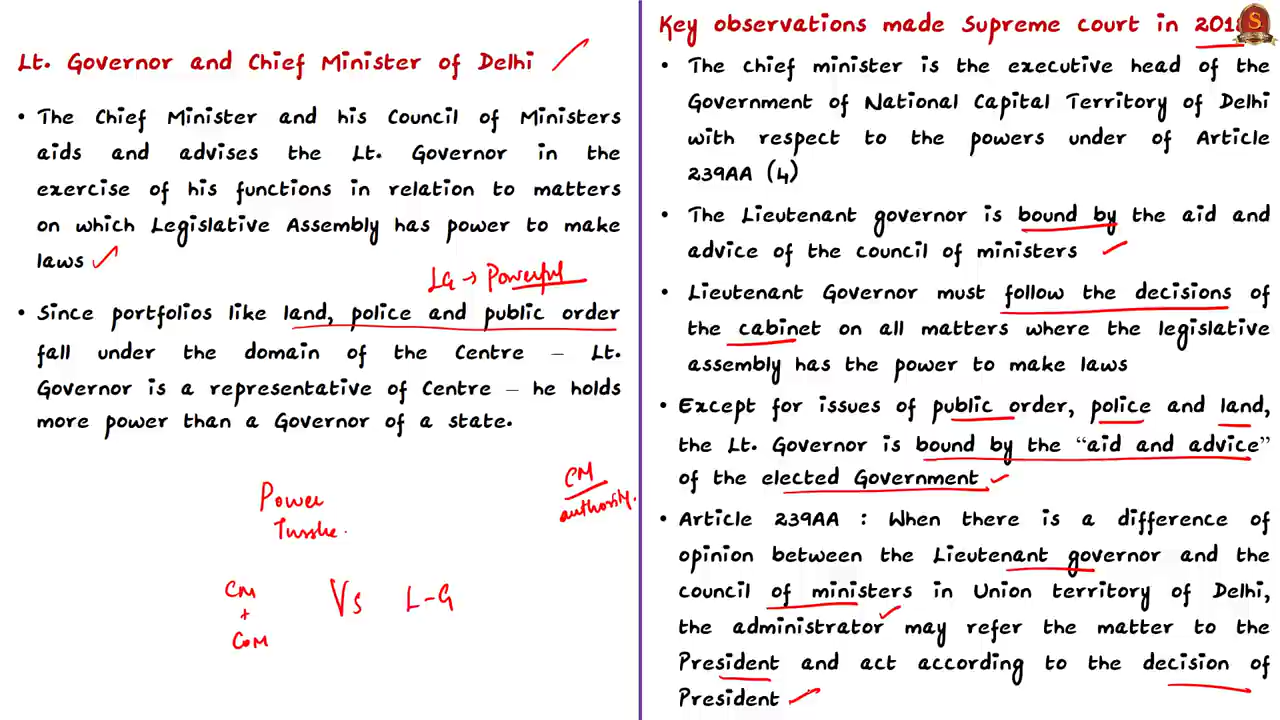 Lt. Governor and Chief Minister of Delhi
• The Chief Minister and his Council of Ministers
aids and advises the Lt. Governor in the
exercise of his functions in relation to matters
on which Legislative Assembly has power to make
laws
LG → Powerful
• Since portfolios like land, police and public order
fall under the domain of the Centre – Lt.
Governor is a representative of Centre – he holds
more power than a Governor of a state.
CM
authority.
Power
Tussle.
CM
+
CoM
Vs L-G
Key observations made Supreme court in 2018
S
• The chief minister is the executive head of the
Government of National Capital Territory of Delhi
with respect to the powers under of Article
239AA (4)
• The Lieutenant governor is bound by the aid and
advice of the council of ministers
• Lieutenant Governor must follow the decisions of
the cabinet on all matters where the legislative
assembly has the power to make laws
• Except for issues of public order, police and land,
the Lt. Governor is bound by the “aid and advice”
of the elected Government
• Article 239AA : When there is a difference of
opinion between the Lieutenant governor and the
council of ministers in Union territory of Delhi,
the administrator may refer the matter to the
President and act according to the decision of
President